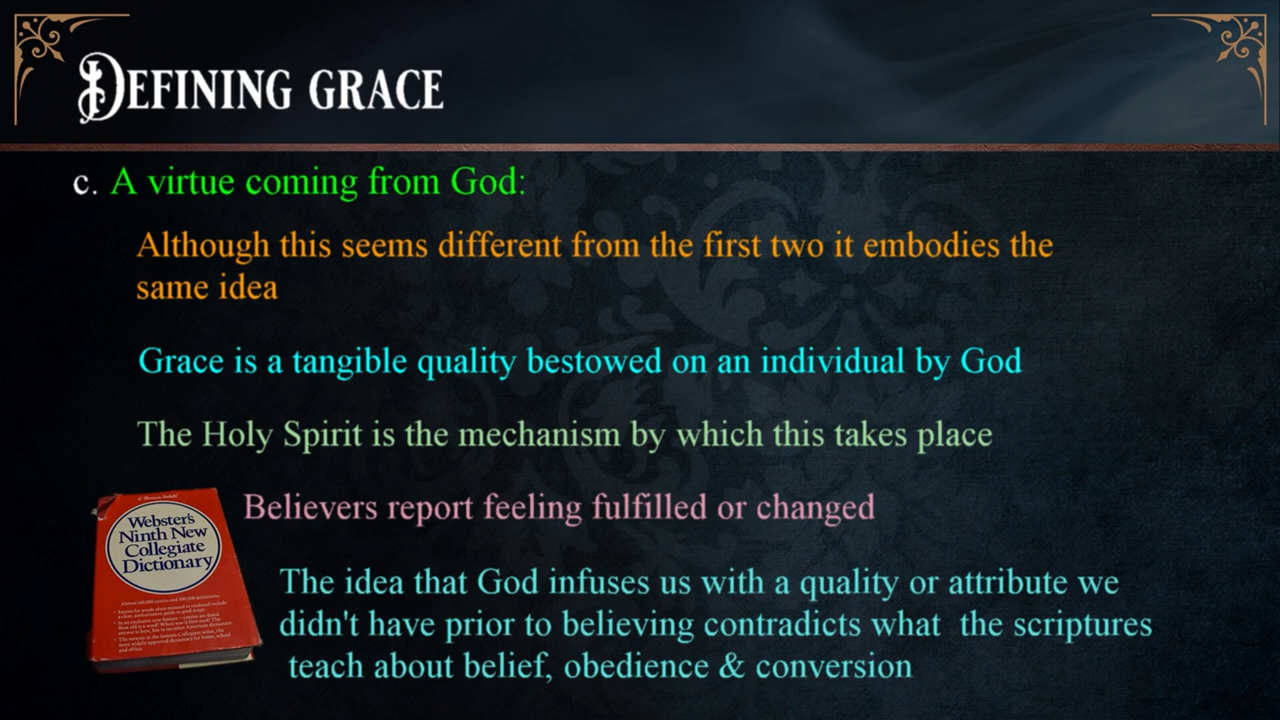 DEFINING GRACE
c. A virtue coming from God:
Although this seems different from the first two it embodies the
same idea
Grace is a tangible quality bestowed on an individual by God
The Holy Spirit is the mechanism by which this takes place
Believers report feeling fulfilled or changed
The idea that God infuses us with a quality or attribute we
didn't have prior to believing contradicts what the scriptures
teach about belief, obedience & conversion
Webster's
Ninth New
Collegiate
Dictionary